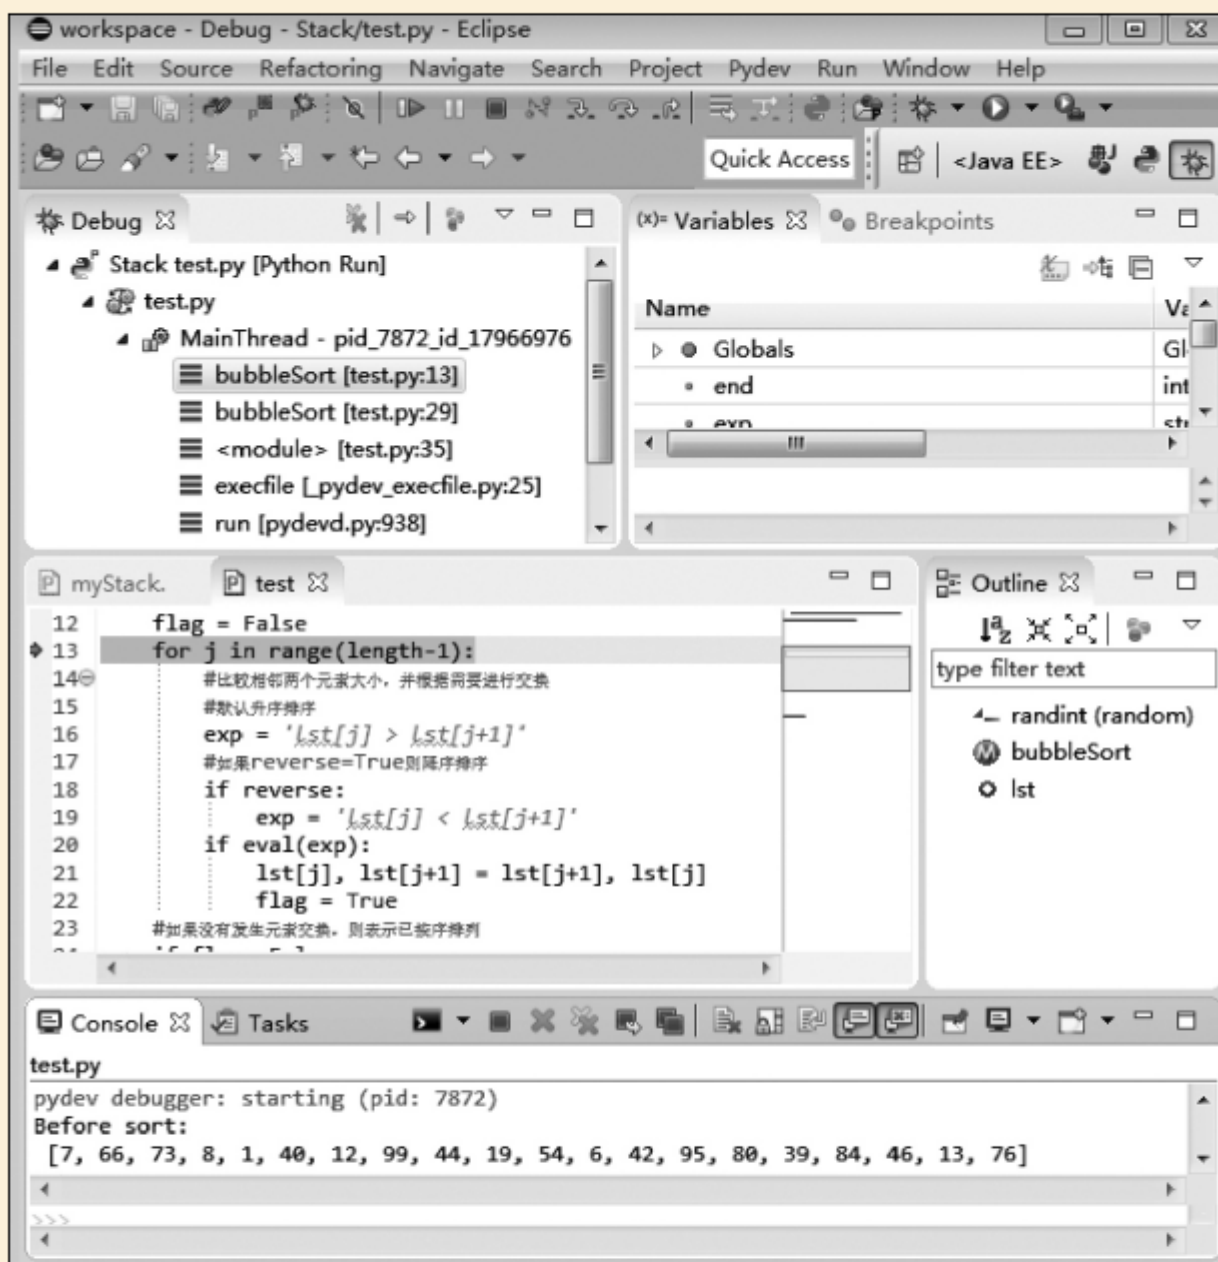 workspace - Debug - Stack/test.py - Eclipse
File Edit Source Refactoring Navigate Search Project Pydev Run Window Help
Quick Access <Java EE>
Debug
Stack test.py [Python Run]
test.py
MainThread - pid_7872_id_17966976
bubbleSort [test.py:13]
bubbleSort [test.py:29]
<module> [test.py:35]
execfile [_pydev_execfile.py:25]
run [pydevd.py:938]
(x)= Variables Breakpoints
Name
Globals Gl
end int
exp
myStack. test
12 flag = False
13 for j in range(length-1):
14 #比较相邻两个元素大小，并根据需要进行交换
15 #默认升序排序
16 exp = 'lst[j] > lst[j+1]'
17 #如果reverse=True则降序排序
18 if reverse:
19 exp = 'lst[j] < lst[j+1]'
20 if eval(exp):
21 lst[j], lst[j+1] = lst[j+1], lst[j]
22 flag = True
23 #如果没有发生元素交换，则表示已按序排列
Outline
type filter text
randint (random)
bubbleSort
lst
Console Tasks
test.py
pydev debugger: starting (pid: 7872)
Before sort:
[7, 66, 73, 8, 1, 40, 12, 99, 44, 19, 54, 6, 42, 95, 80, 39, 84, 46, 13, 76]
>>>